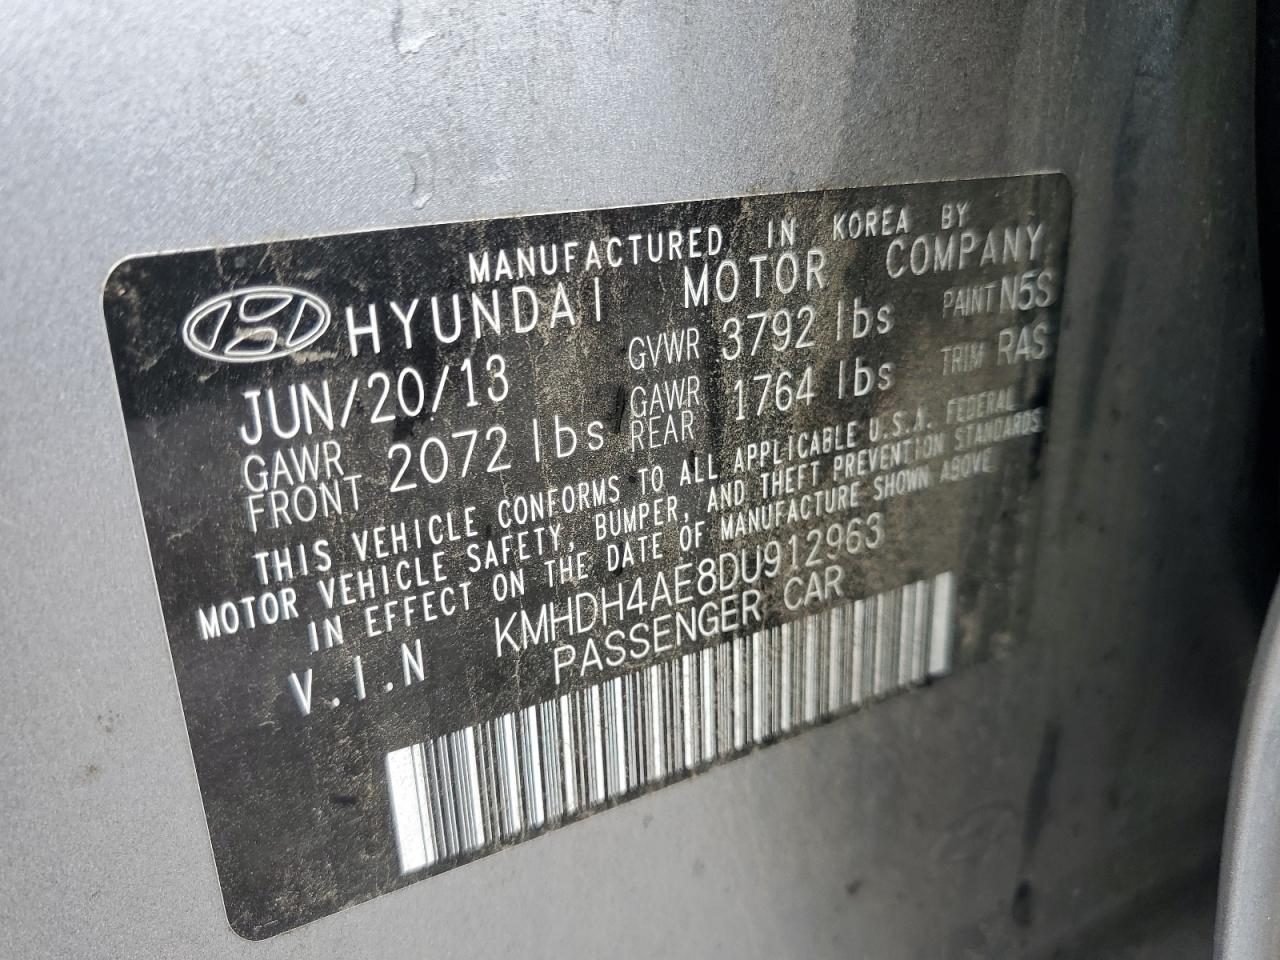 MANUFACTURED IN KOREA BY
HYUNDAI MOTOR COMPANY
JUN/20/13 GVWR 3792 lbs PAINT N5S
GAWR FRONT 2072 lbs GAWR REAR 1764 lbs TRIM RAS
THIS VEHICLE CONFORMS TO ALL APPLICABLE U.S.A. FEDERAL
MOTOR VEHICLE SAFETY, BUMPER, AND THEFT PREVENTION STANDARDS
IN EFFECT ON THE DATE OF MANUFACTURE SHOWN ABOVE
V.I.N KMHDH4AE8DU912963
PASSENGER CAR